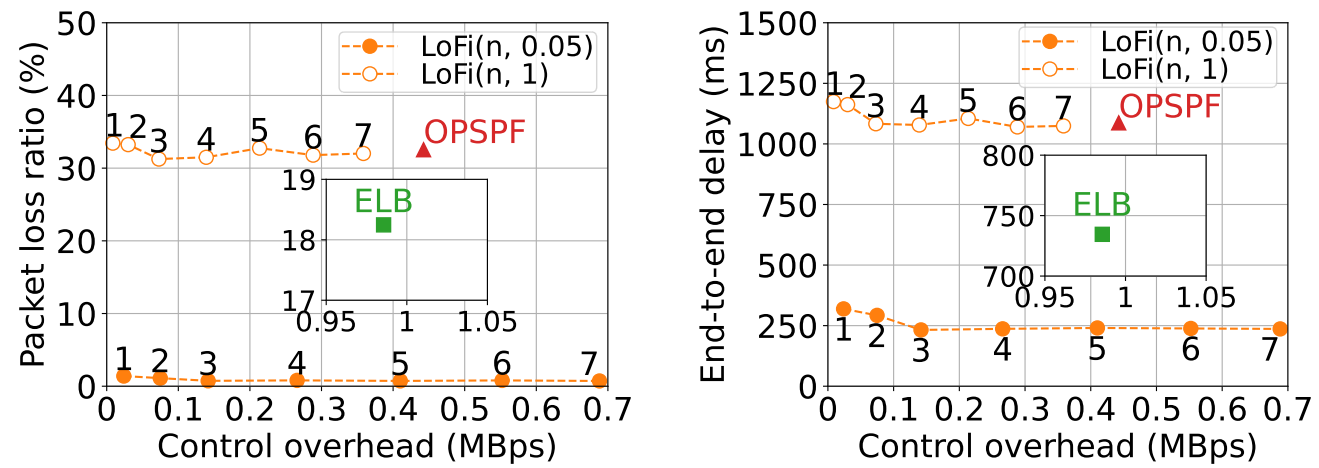 Packet loss ratio (%)
50
40
30
20
10
0
LoFi(n, 0.05)
LoFi(n, 1)
1 2 3 4 5 6 7
OPSPF
19
18
17
ELB
0.95 1 1.05
1 2 3 4 5 6 7
0 0.1 0.2 0.3 0.4 0.5 0.6 0.7
Control overhead (MBps)
End-to-end delay (ms)
1500
1250
1000
750
500
250
0
LoFi(n, 0.05)
LoFi(n, 1)
1 2 3 4 5 6 7
OPSPF
800
750
700
ELB
0.95 1 1.05
1 2 3 4 5 6 7
0 0.1 0.2 0.3 0.4 0.5 0.6 0.7
Control overhead (MBps)